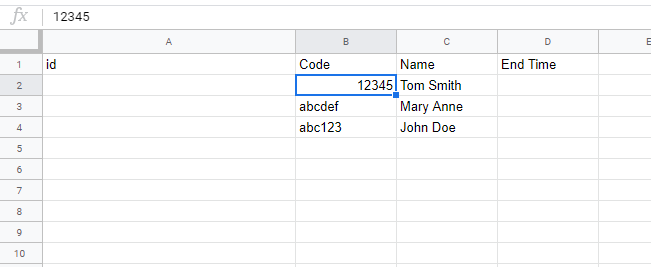 fx 12345
A B C D E
1 id Code Name End Time
2 12345 Tom Smith
3 abcdef Mary Anne
4 abc123 John Doe
5
6
7
8
9
10